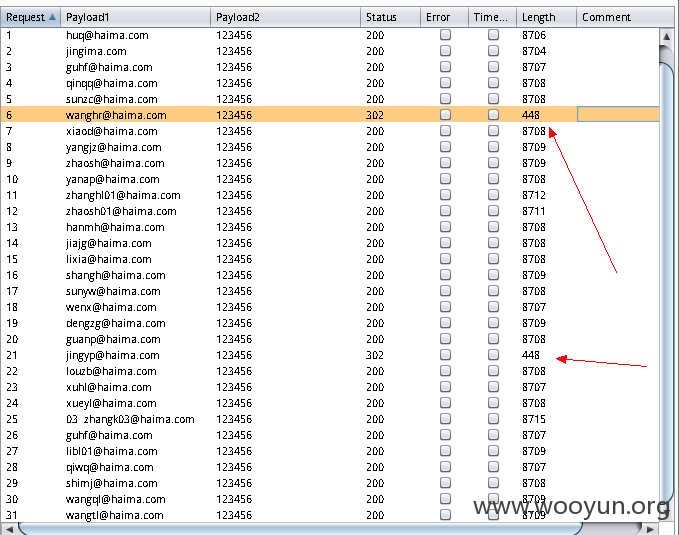 Request Payload1 Payload2 Status Error Time... Length Comment
1 huq@haima.com 123456 200 8706
2 jingima.com 123456 200 8704
3 guhf@haima.com 123456 200 8707
4 qinqq@haima.com 123456 200 8708
5 sunzc@haima.com 123456 200 8708
6 wanghr@haima.com 123456 302 448
7 xiaod@haima.com 123456 200 8708
8 yangjz@haima.com 123456 200 8709
9 zhaosh@haima.com 123456 200 8709
10 yanap@haima.com 123456 200 8708
11 zhanghl01@haima.com 123456 200 8712
12 zhaosh01@haima.com 123456 200 8711
13 hanmh@haima.com 123456 200 8708
14 jiajg@haima.com 123456 200 8708
15 lixia@haima.com 123456 200 8708
16 shangh@haima.com 123456 200 8709
17 sunyw@haima.com 123456 200 8708
18 wenx@haima.com 123456 200 8707
19 dengzg@haima.com 123456 200 8709
20 guanp@haima.com 123456 200 8708
21 jingyp@haima.com 123456 302 448
22 louzb@haima.com 123456 200 8708
23 xuhl@haima.com 123456 200 8707
24 xueyl@haima.com 123456 200 8708
25 03_zhangk03@haima.com 123456 200 8715
26 guhf@haima.com 123456 200 8707
27 libl01@haima.com 123456 200 8709
28 qiwq@haima.com 123456 200 8707
29 shimj@haima.com 123456 200 8708
30 wangql@haima.com 123456 200 8709
31 wangtl@haima.com 123456 200 8709
www.wooyun.org